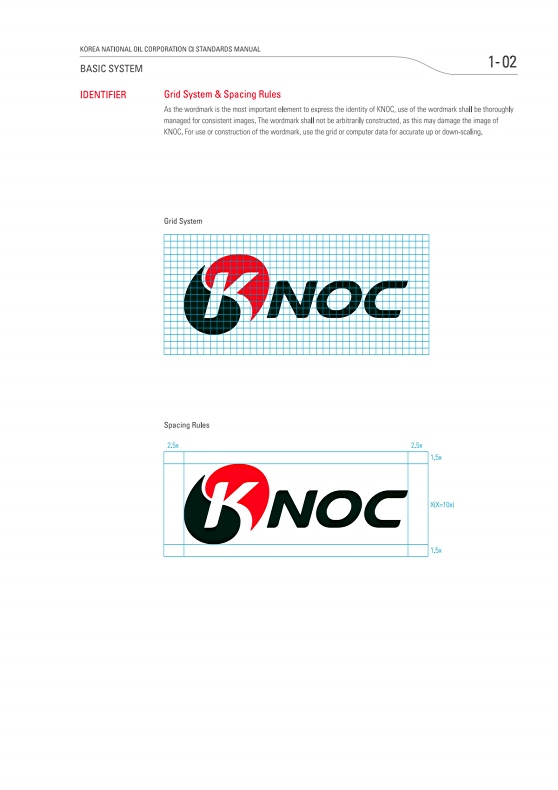 KOREA NATIONAL OIL CORPORATION CI STANDARDS MANUAL
1-02
BASIC SYSTEM
IDENTIFIER
Grid System & Spacing Rules
As the wordmark is the most important element to express the identity of KNOC, use of the wordmark shall be thoroughly
managed for consistent images. The wordmark shall not be arbitrarily constructed, as this may damage the image of
KNOC. For use or construction of the wordmark, use the grid or computer data for accurate up or down-scaling.
Grid System
KNOC
Spacing Rules
2.5x
2.5x
1.5x
KNOC
X(X=10x)
1.5x